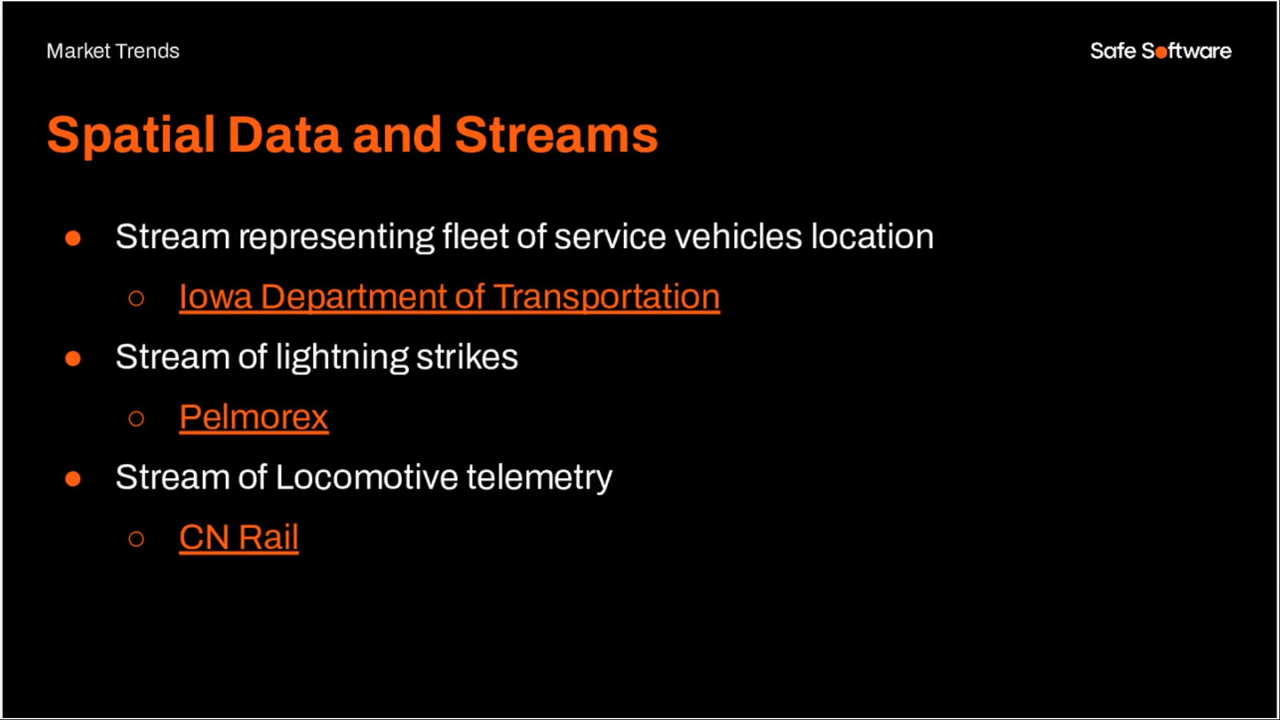 Market Trends
Safe Software
Spatial Data and Streams
● Stream representing fleet of service vehicles location
○ Iowa Department of Transportation
● Stream of lightning strikes
○ Pelmorex
● Stream of Locomotive telemetry
○ CN Rail